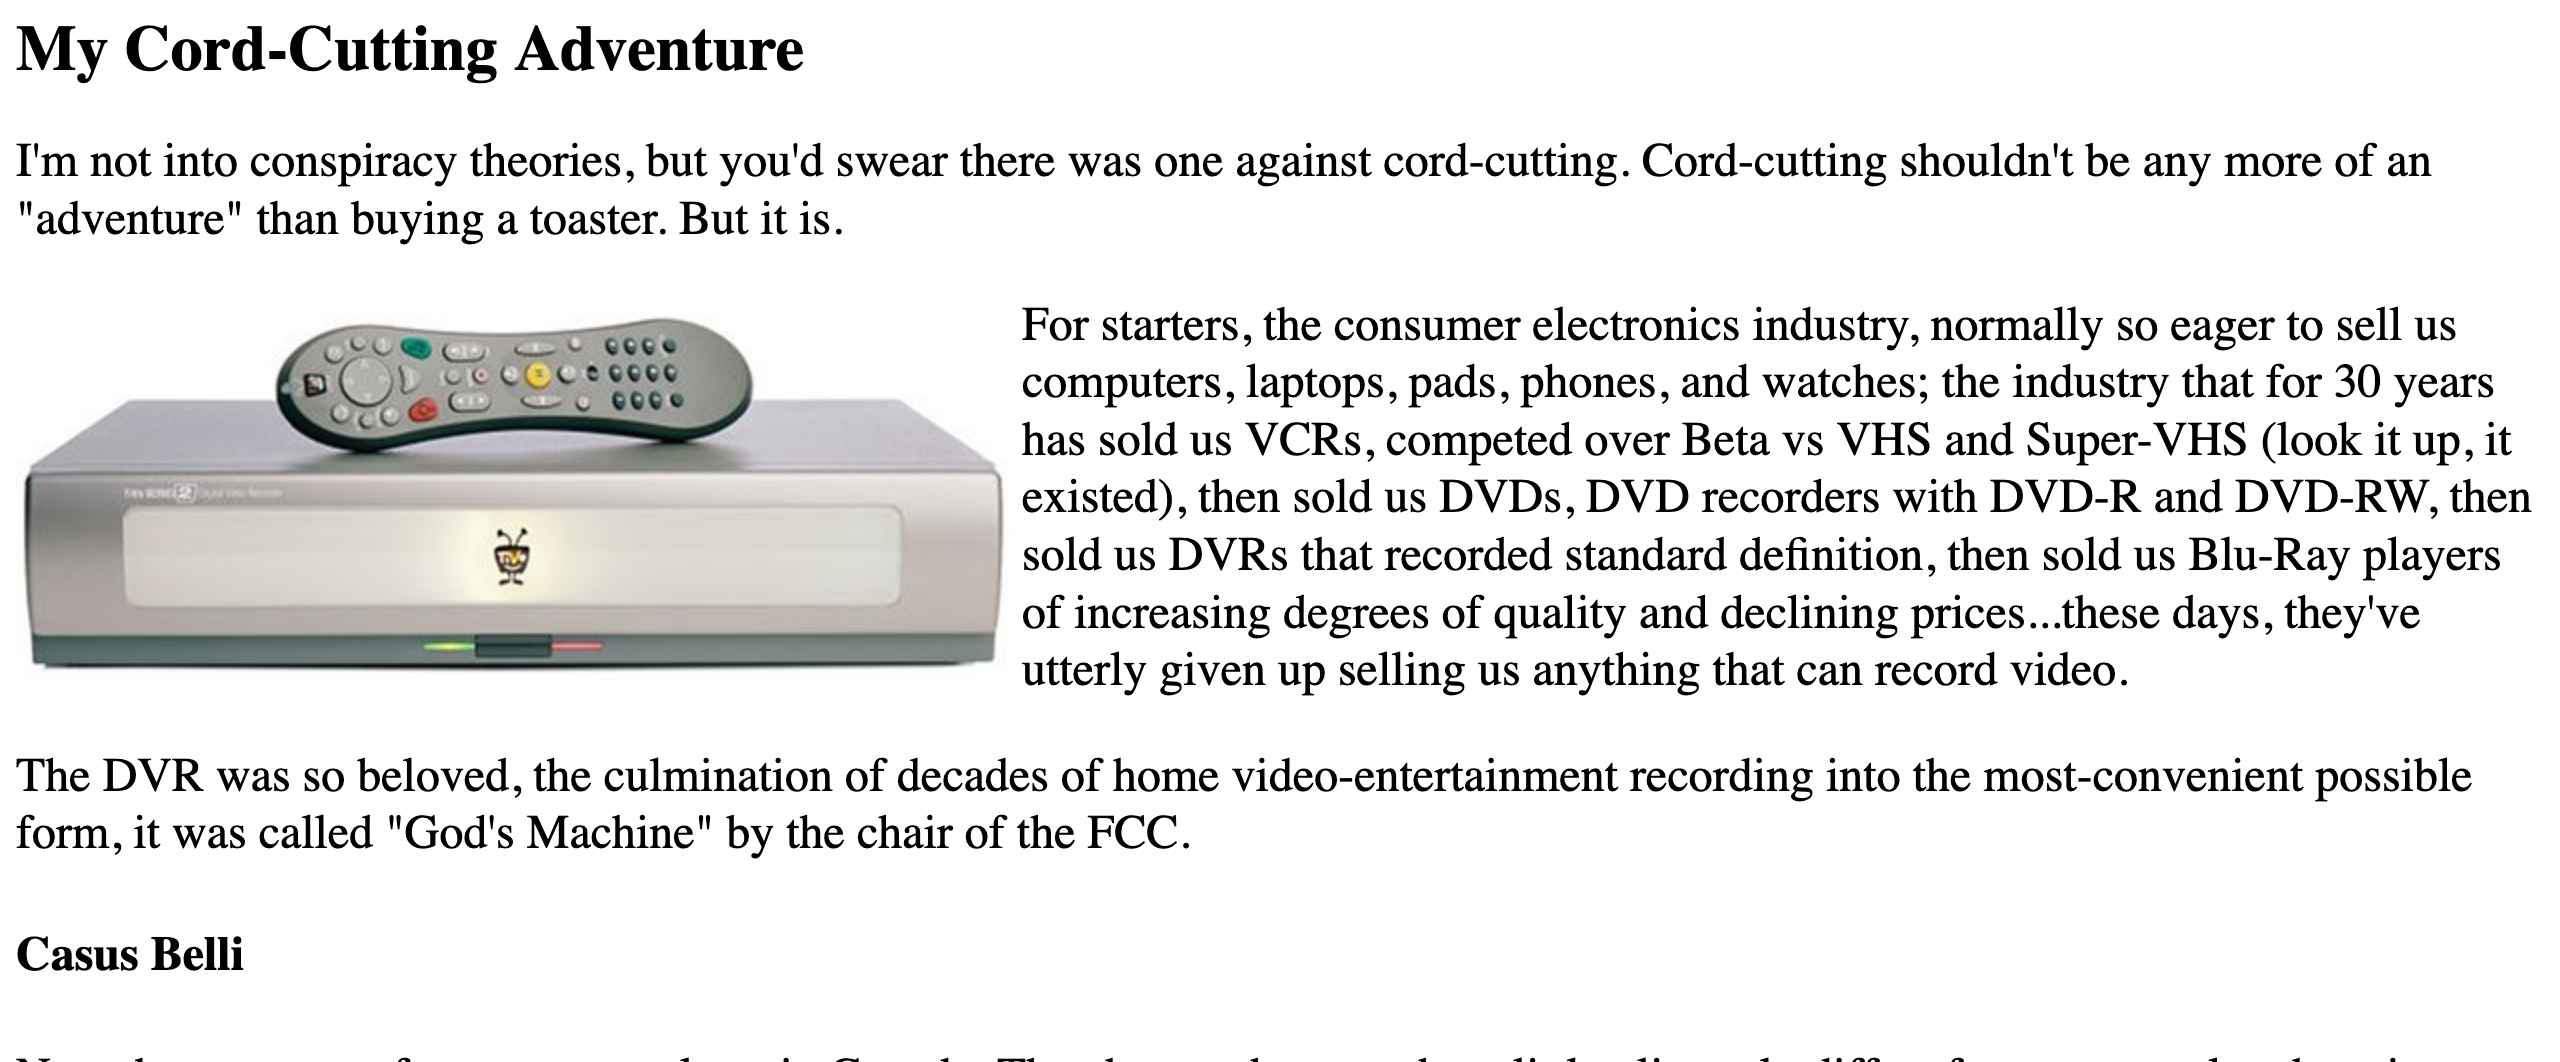 My Cord-Cutting Adventure
I'm not into conspiracy theories, but you'd swear there was one against cord-cutting. Cord-cutting shouldn't be any more of an
"adventure" than buying a toaster. But it is.
For starters, the consumer electronics industry, normally so eager to sell us
computers, laptops, pads, phones, and watches; the industry that for 30 years
has sold us VCRs, competed over Beta vs VHS and Super-VHS (look it up, it
existed), then sold us DVDs, DVD recorders with DVD-R and DVD-RW, then
sold us DVRs that recorded standard definition, then sold us Blu-Ray players
of increasing degrees of quality and declining prices...these days, they've
utterly given up selling us anything that can record video.
The DVR was so beloved, the culmination of decades of home video-entertainment recording into the most-convenient possible
form, it was called "God's Machine" by the chair of the FCC.
Casus Belli